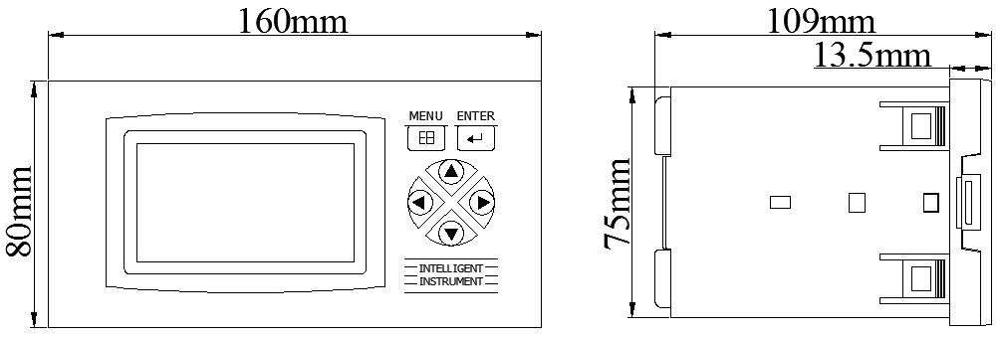 160mm
109mm
13.5mm
MENU ENTER
80mm
75mm
INTELLIGENT
INSTRUMENT